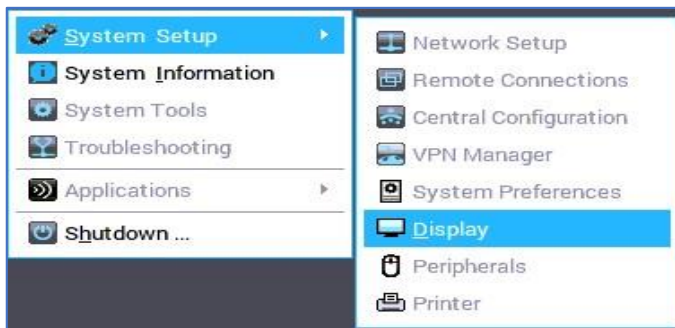 System Setup
System Information
System Tools
Troubleshooting
Applications
Shutdown ...
Network Setup
Remote Connections
Central Configuration
VPN Manager
System Preferences
Display
Peripherals
Printer